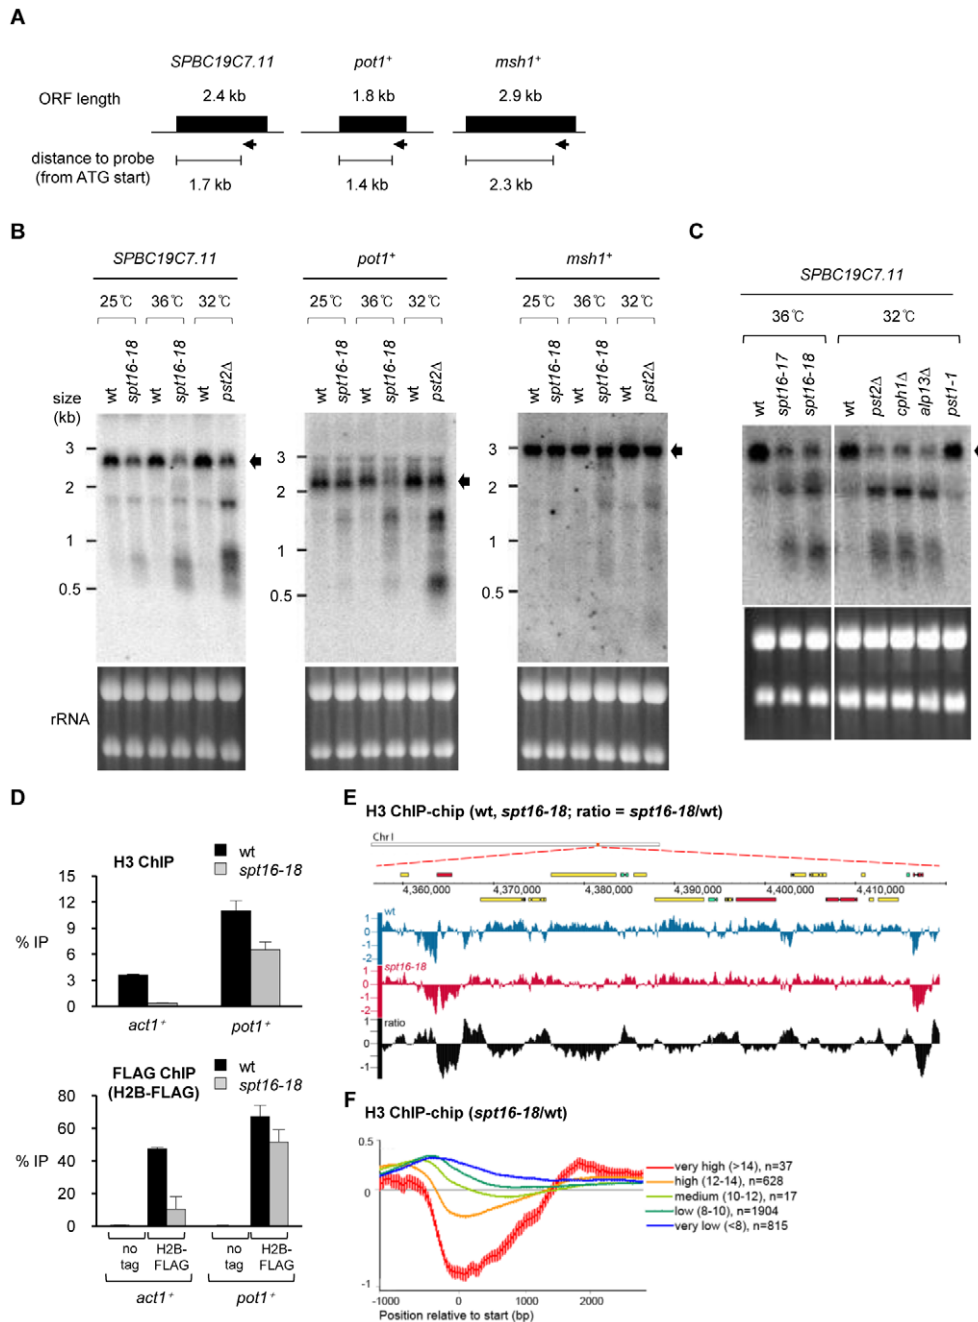 A
SPBC19C7.11 pot1+ msh1+
ORF length 2.4 kb 1.8 kb 2.9 kb
distance to probe
(from ATG start)
1.7 kb 1.4 kb 2.3 kb
B
SPBC19C7.11 pot1+ msh1+
25℃ 36℃ 32℃ 25℃ 36℃ 32℃ 25℃ 36℃ 32℃
wt spt16-18 wt spt16-18 wt pst2Δ wt spt16-18 wt spt16-18 wt pst2Δ wt spt16-18 wt spt16-18 wt pst2Δ
size
(kb)
3 2 1 0.5
3 2 1 0.5
3 2 1 0.5
rRNA
C
SPBC19C7.11
36℃ 32℃
wt spt16-17 spt16-18 wt pst2Δ cph1Δ alp13Δ pst1-1
D
H3 ChIP
wt
spt16-18
15
12
9
% IP
6
3
0
act1+ pot1+
FLAG ChIP
(H2B-FLAG)
wt
spt16-18
80
60
% IP
40
20
0
no tag H2B-FLAG no tag H2B-FLAG
act1+ pot1+
E
H3 ChIP-chip (wt, spt16-18; ratio = spt16-18/wt)
Chr I
4,360,000 4,370,000 4,380,000 4,390,000 4,400,000 4,410,000
wt
1
0
-1
-2
spt16-18
1
0
-1
-2
ratio
1
0
-1
F
H3 ChIP-chip (spt16-18/wt)
0.5
0
-1
very high (>14), n=37
high (12-14) n=628
medium (10-12), n=17
low (8-10), n=1904
very low (<8), n=815
-1000 0 1000 2000
Position relative to start (bp)